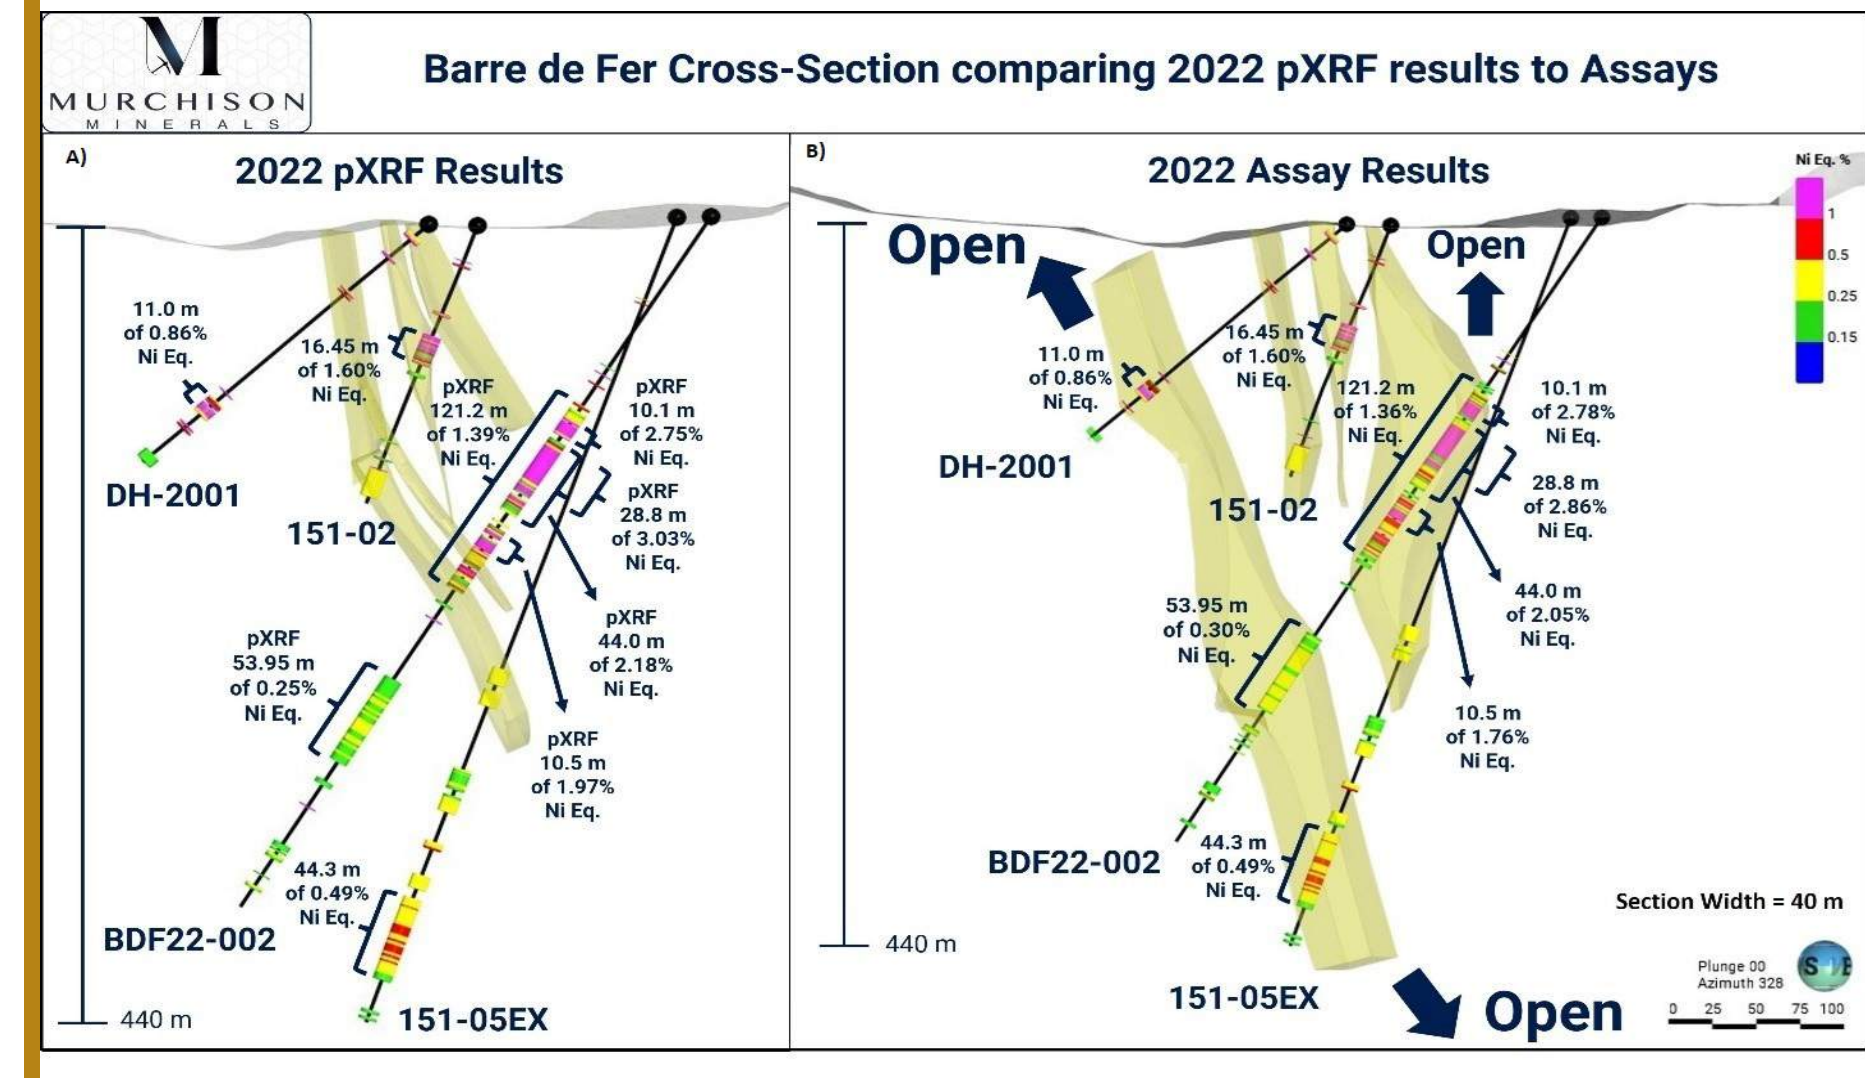 MURCHISON
MINERALS
Barre de Fer Cross-Section comparing 2022 pXRF results to Assays
A)
2022 pXRF Results
11.0 m
of 0.86%
Ni Eq.
16.45 m
of 1.60%
Ni Eq.
pXRF
121.2 m
of 1.39%
Ni Eq.
pXRF
10.1 m
of 2.75%
Ni Eq.
pXRF
28.8 m
of 3.03%
Ni Eq.
DH-2001
151-02
pXRF
44.0 m
of 2.18%
Ni Eq.
pXRF
53.95 m
of 0.25%
Ni Eq.
pXRF
10.5 m
of 1.97%
Ni Eq.
44.3 m
of 0.49%
Ni Eq.
BDF22-002
440 m
151-05EX
B)
2022 Assay Results
Ni Eq. %
1
0.5
0.25
0.15
Open
Open
11.0 m
of 0.86%
Ni Eq.
16.45 m
of 1.60%
Ni Eq.
121.2 m
of 1.36%
Ni Eq.
10.1 m
of 2.78%
Ni Eq.
28.8 m
of 2.86%
Ni Eq.
DH-2001
151-02
44.0 m
of 2.05%
Ni Eq.
53.95 m
of 0.30%
Ni Eq.
10.5 m
of 1.76%
Ni Eq.
44.3 m
of 0.49%
Ni Eq.
BDF22-002
440 m
151-05EX
Open
Section Width = 40 m
Plunge 00
Azimuth 328
S
E
0 25 50 75 100